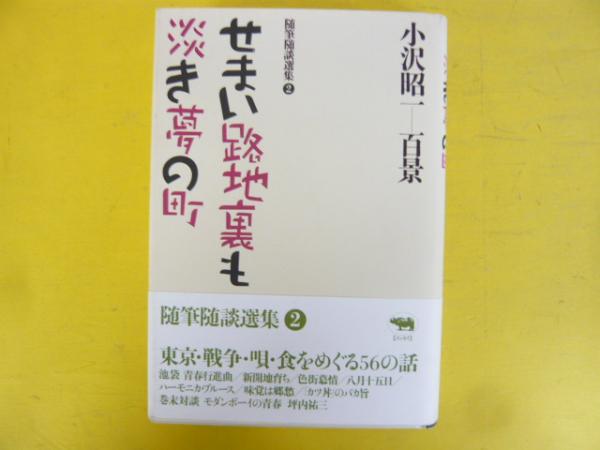 小沢昭一百景
随筆随談選集❷
せまい路地裏も
淡き夢の町
随筆随談選集❷
東京・戦争・唄・食をめぐる56の話
池袋 青春行進曲/新開地育ち/色街慕情/八月十五日/
ハーモニカ・ブルース/味覚は郷愁/「カツ丼」のバカ旨
巻末対談 モダンボーイの青春 坪内祐三